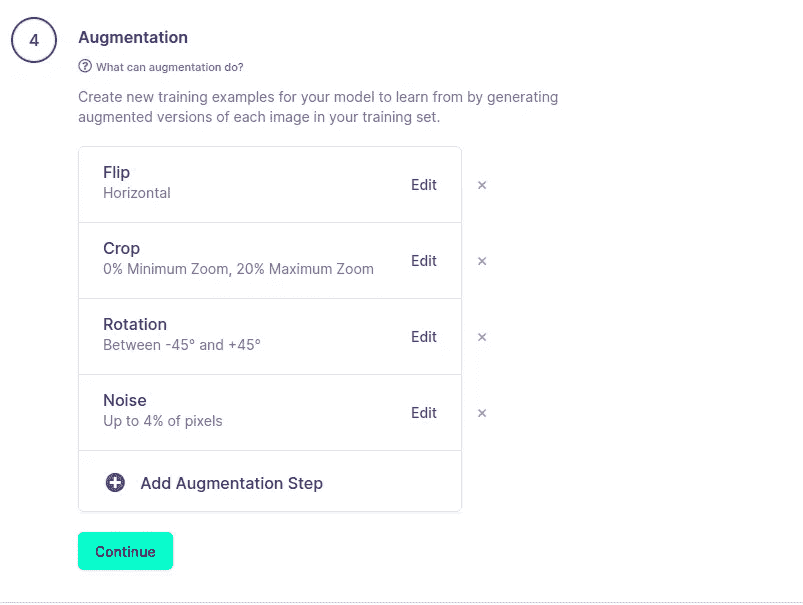 4
Augmentation
What can augmentation do?
Create new training examples for your model to learn from by generating
augmented versions of each image in your training set.
Flip
Horizontal
Edit
×
Crop
0% Minimum Zoom, 20% Maximum Zoom
Edit
×
Rotation
Between -45° and +45°
Edit
×
Noise
Up to 4% of pixels
Edit
×
Add Augmentation Step
Continue